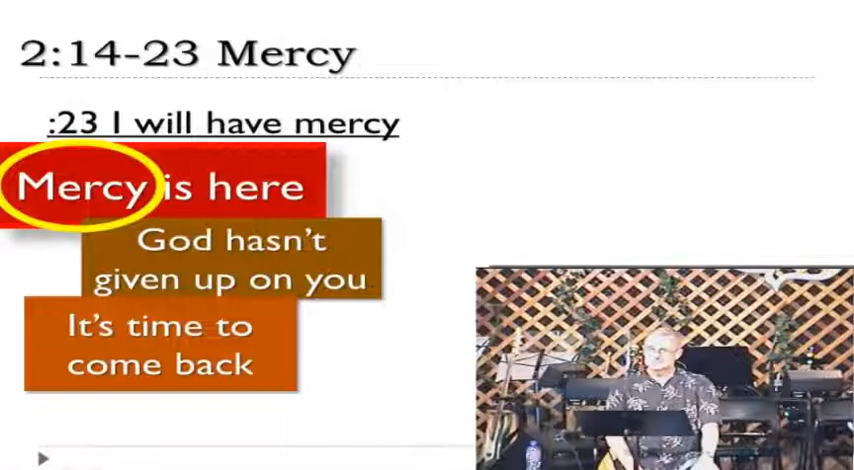 2:14-23 Mercy
:23 I will have mercy
Mercy is here
God hasn't
given up on you
It's time to
come back